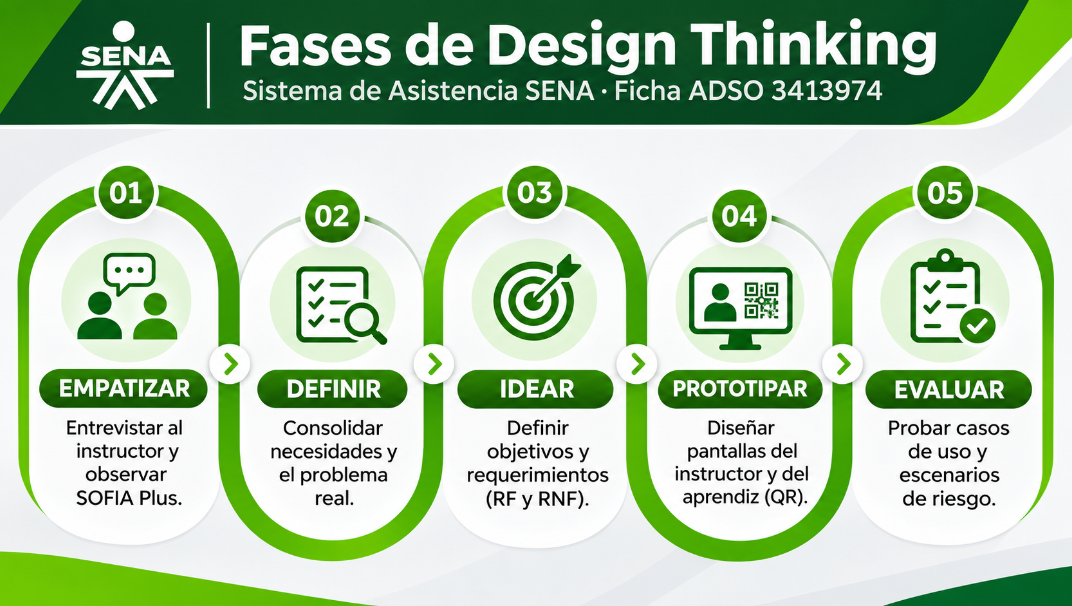 SENA
Fases de Design Thinking
Sistema de Asistencia SENA · Ficha ADSO 3413974
01
EMPATIZAR
Entrevistar al
instructor y
observar
SOFIA Plus.
02
DEFINIR
Consolidar
necesidades y
el problema
real.
03
IDEAR
Definir
objetivos y
requerimientos
(RF y RNF).
04
PROTOTIPAR
Diseñar
pantallas del
instructor y del
aprendiz (QR).
05
EVALUAR
Probar casos
de uso y
escenarios
de riesgo.